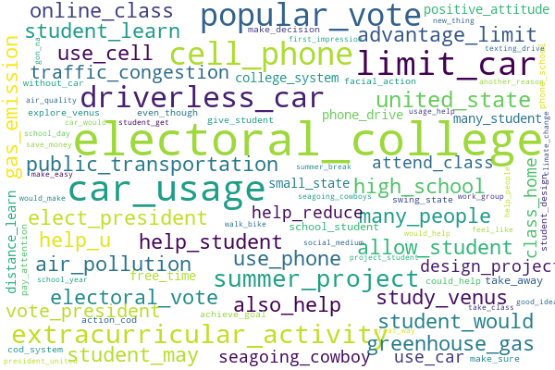 online_class popular_vote positive_attitude
new_thing
student_learn make_decision first_impression advantage_limit texting_drive
use_cell cell_phone limit_car
traffic_congestion college_system facial_action another_reason
without_car
air_quality driverless_car united_state
explore_venus even_though phone_drive usage_help many_student
car_would give_student
school_day student_get electoral_college
save_money
public_transportation attend_class
make_easy car_usage small_state high_school
summer_break swing_state work_group
would_make seagoing_cowboys
elect_president help_reduce many_people
walk_bike school_student feel_like
help_u help_student social_medium would_help allow_student
air_pollution use_phone project_student design_project
school_year free_time summer_project could_help take_away
electoral_vote also_help study_venus good_idea
vote_president achieve_goal take_class
action_cod student_would
extracurricular_activity greenhouse_gas
cod_system student_may seagoing_cowboy use_car make_sure
president_united
gas_emission
distance_learn
pay_attention
class_home
phone_school
climate_change
student_design
help_people